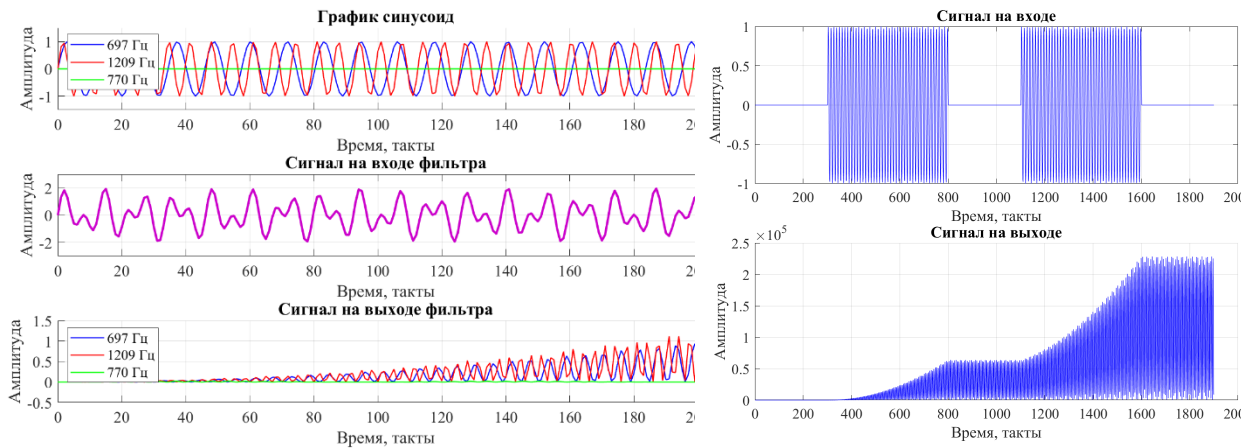 График синусоид
Амплитуда
1
0
-1
697 Гц
1209 Гц
770 Гц
0 20 40 60 80 100 120 140 160 180 20
Время, такты
Сигнал на входе фильтра
Амплитуда
2
0
-2
0 20 40 60 80 100 120 140 160 180 20
Время, такты
Сигнал на выходе фильтра
Амплитуда
1.5
1
0.5
0
-0.5
697 Гц
1209 Гц
770 Гц
0 20 40 60 80 100 120 140 160 180 20
Время, такты
Сигнал на входе
Амплитуда
1
0.5
0
-0.5
-1
0 200 400 600 800 1000 1200 1400 1600 1800 200
Время, такты
Сигнал на выходе
×10⁵
Амплитуда
2.5
2
1.5
1
0.5
0
0 200 400 600 800 1000 1200 1400 1600 1800 200
Время, такты